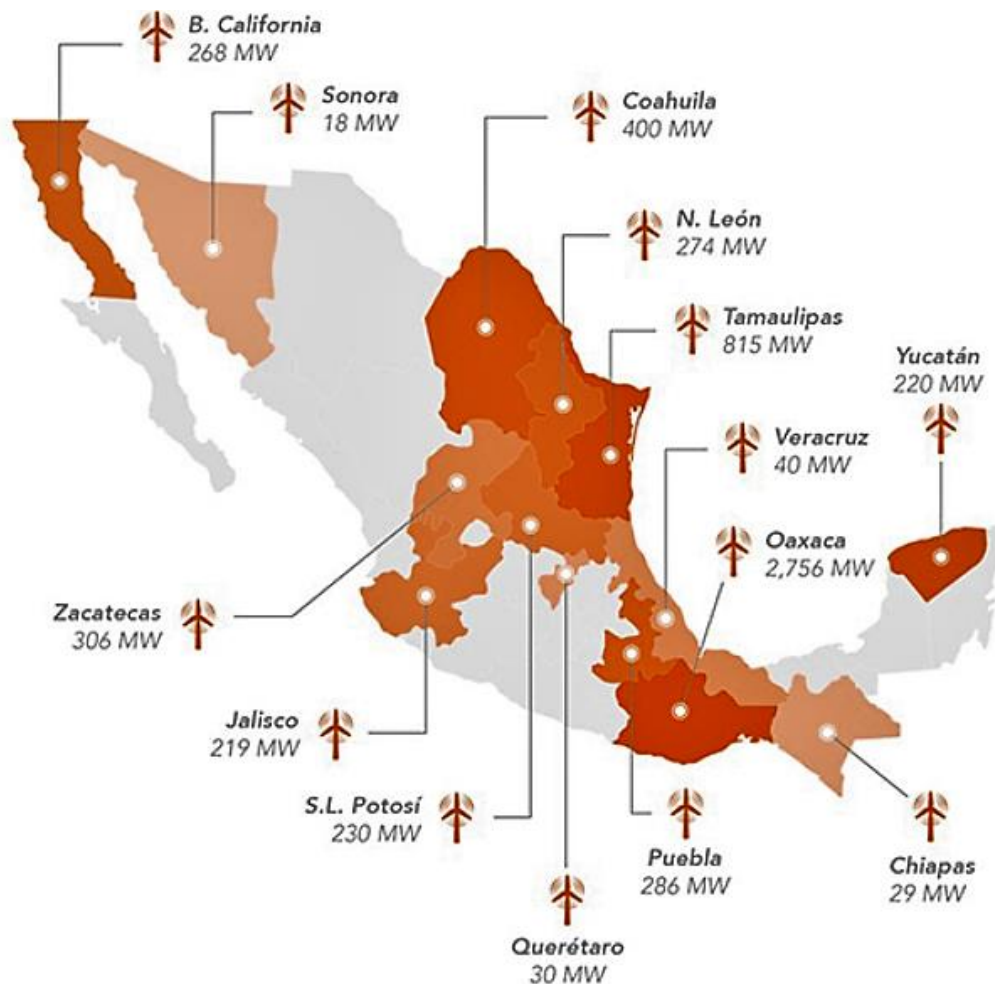 B. California
268 MW
Sonora
18 MW
Coahuila
400 MW
N. León
274 MW
Tamaulipas
815 MW
Yucatán
220 MW
Veracruz
40 MW
Oaxaca
2,756 MW
Zacatecas
306 MW
Jalisco
219 MW
S.L. Potosí
230 MW
Puebla
286 MW
Chiapas
29 MW
Querétaro
30 MW